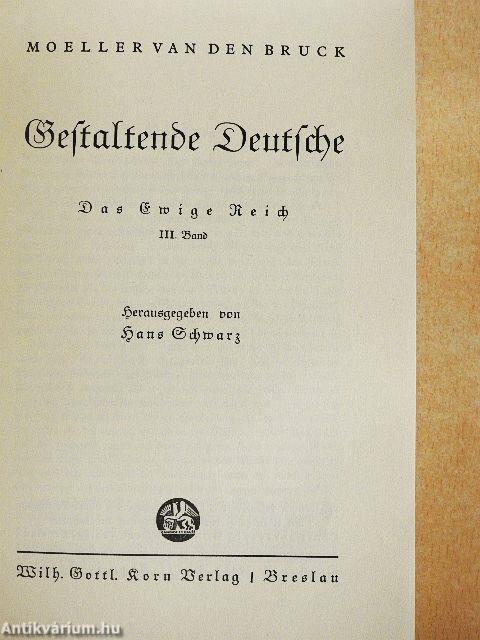 MOELLER VAN DEN BRUCK
Geſtaltende Deutſche
Das Ewige Reich
III. Band
Herausgegeben von
Hans Schwarz
Wilh. Gottl. Korn Verlag / Breslau
Antikvárium.hu